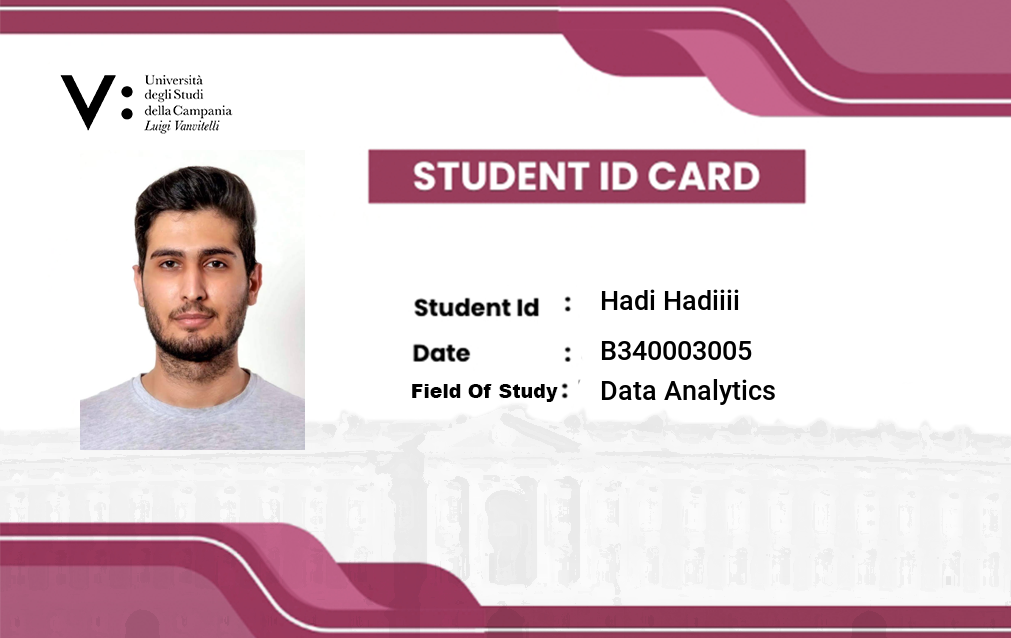 Università
degli Studi
della Campania
Luigi Vanvitelli
STUDENT ID CARD
Student Id : Hadi Hadiiii
Date : B340003005
Field Of Study : Data Analytics